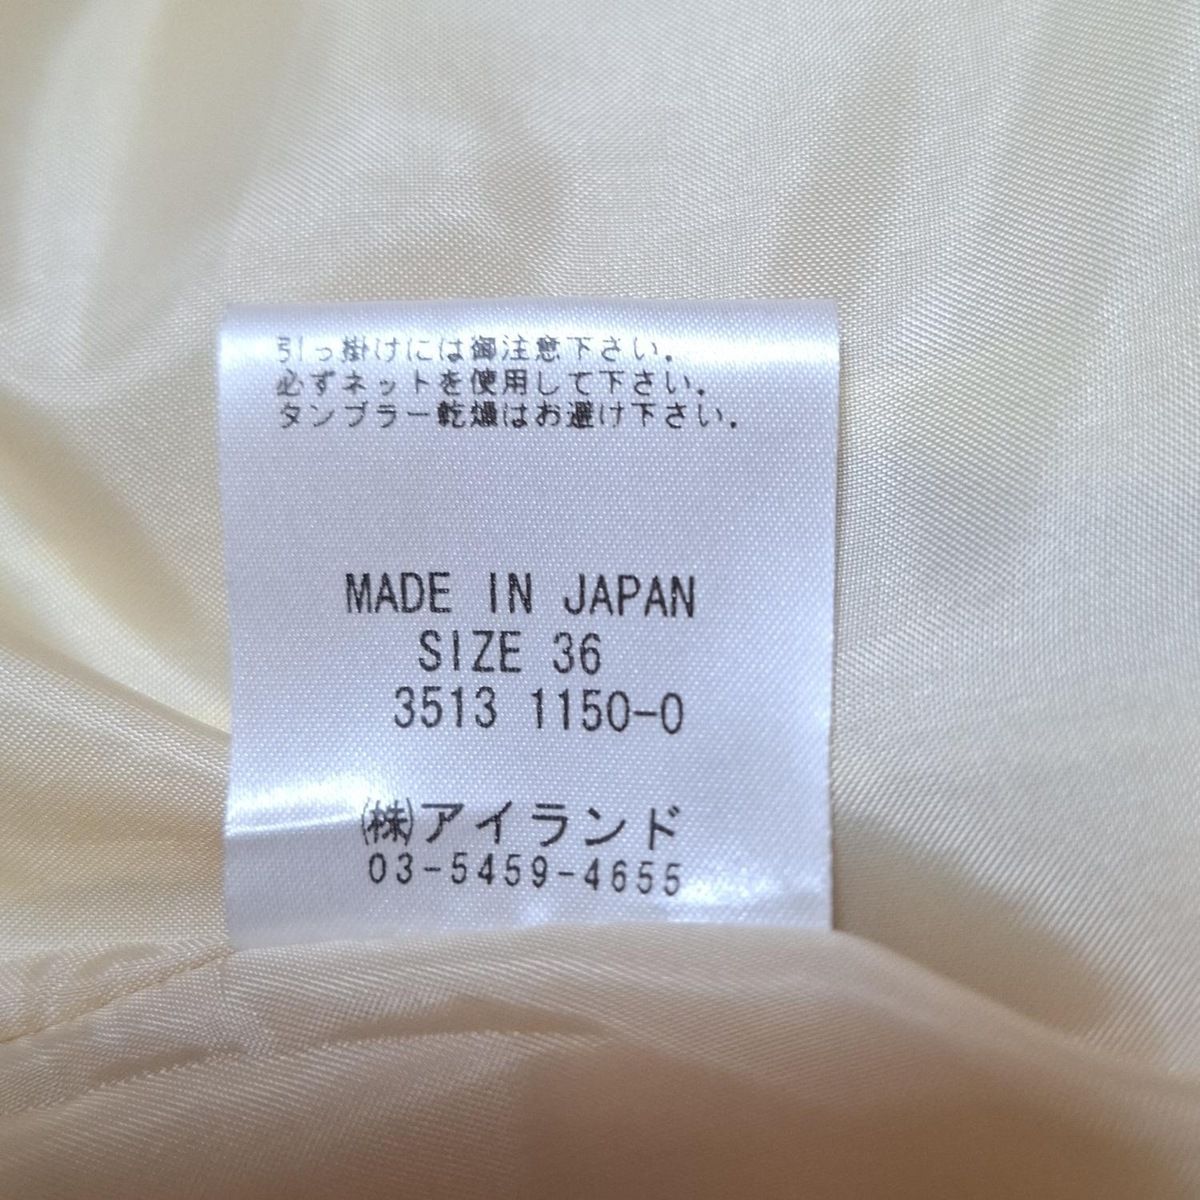 引っ掛けには御注意下さい.
必ずネットを使用して下さい.
タンブラー乾燥はお避け下さい.
MADE IN JAPAN
SIZE 36
3513 1150-0
㈱アイランド
03-5459-4655